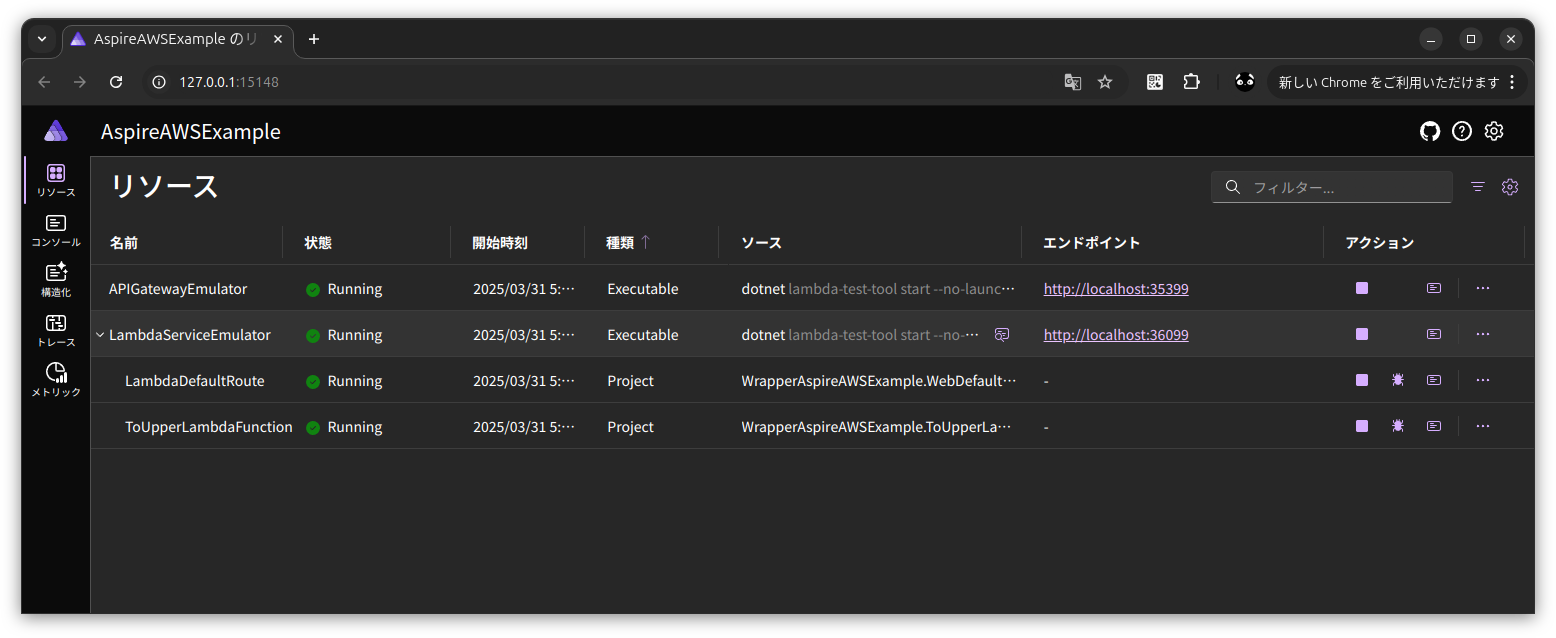 AspireAWSExample のリ
127.0.0.1:15148
新しい Chrome をご利用いただけます
AspireAWSExample
リソース
コンソール
構造化
トレース
メトリック
リソース
フィルター...
名前 状態 開始時刻 種類 ソース エンドポイント アクション
APIGatewayEmulator Running 2025/03/31 5:… Executable dotnet lambda-test-tool start --no-launc… http://localhost:35399
LambdaServiceEmulator Running 2025/03/31 5:… Executable dotnet lambda-test-tool start --no-… http://localhost:36099
LambdaDefaultRoute Running 2025/03/31 5:… Project WrapperAspireAWSExample.WebDefault… -
ToUpperLambdaFunction Running 2025/03/31 5:… Project WrapperAspireAWSExample.ToUpperLa… -